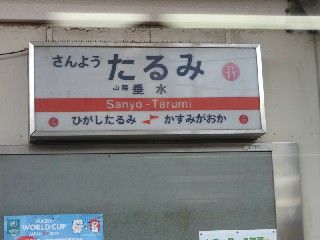 さんよう たるみ
山陽 垂水
Sanyo-Tarumi
ひがしたるみ かすみがおか
RUGBY
WORLD CUP